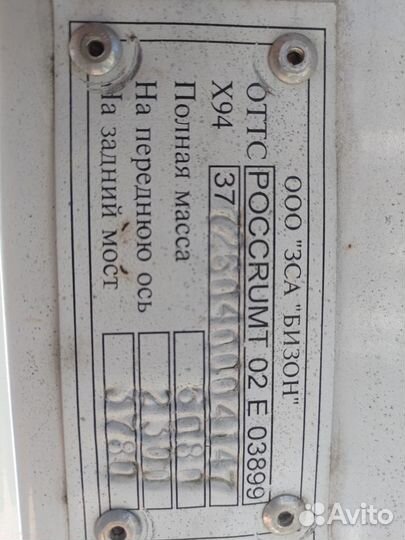 ООО "ЗСА "БИЗОН"
ОТТС РОССRUМТ 02 Е 03899
X94 37
Полная масса 6080
На переднюю ось 2300
На задний мост 3780
Avito